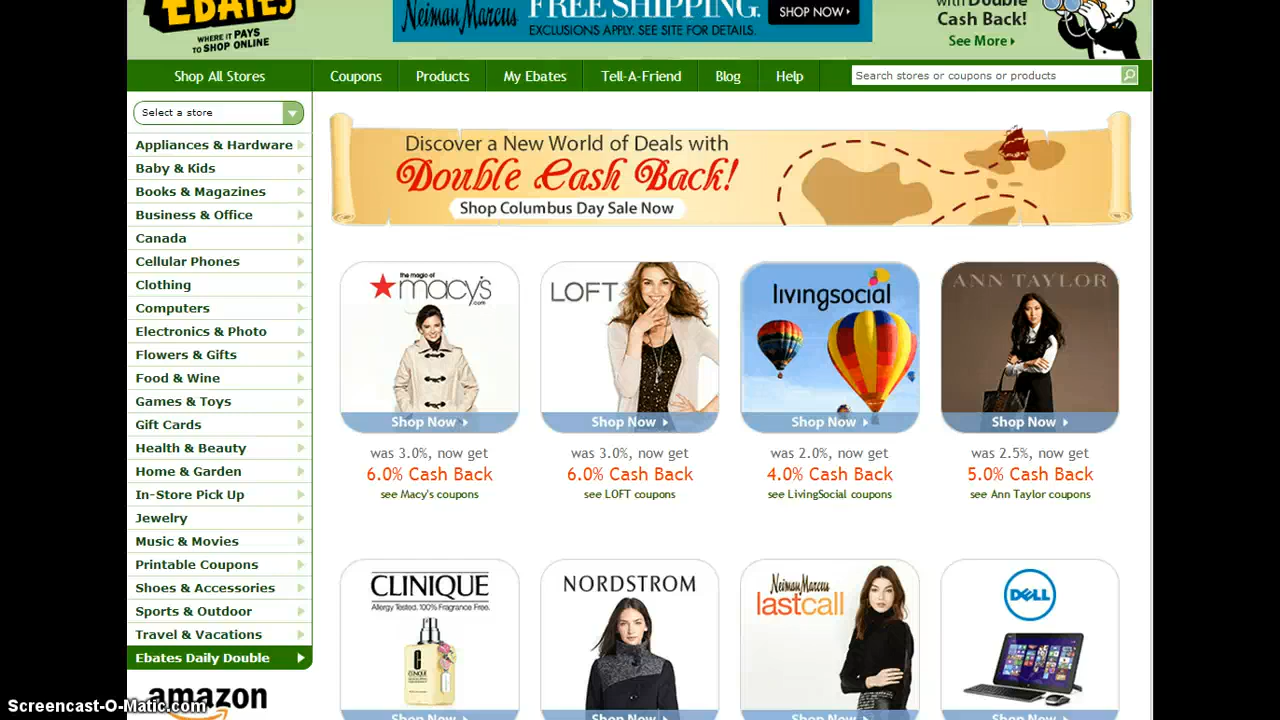 EBATES
WHERE IT PAYS
TO SHOP ONLINE
Neiman Marcus
FREE SHIPPING.
EXCLUSIONS APPLY. SEE SITE FOR DETAILS.
SHOP NOW
with Double
Cash Back!
See More
Shop All Stores
Coupons
Products
My Ebates
Tell-A-Friend
Blog
Help
Search stores or coupons or products
Select a store
Appliances & Hardware
Baby & Kids
Books & Magazines
Business & Office
Canada
Cellular Phones
Clothing
Computers
Electronics & Photo
Flowers & Gifts
Food & Wine
Games & Toys
Gift Cards
Health & Beauty
Home & Garden
In-Store Pick Up
Jewelry
Music & Movies
Printable Coupons
Shoes & Accessories
Sports & Outdoor
Travel & Vacations
Ebates Daily Double
amazon
Discover a New World of Deals with
Double Cash Back!
Shop Columbus Day Sale Now
the magic of
macy's
.com
Shop Now
was 3.0%, now get
6.0% Cash Back
see Macy's coupons
LOFT
Shop Now
was 3.0%, now get
6.0% Cash Back
see LOFT coupons
livingsocial
Shop Now
was 2.0%, now get
4.0% Cash Back
see LivingSocial coupons
ANN TAYLOR
Shop Now
was 2.5%, now get
5.0% Cash Back
see Ann Taylor coupons
CLINIQUE
Allergy Tested. 100% Fragrance Free.
CLINIQUE
Shop Now
NORDSTROM
Shop Now
Neiman Marcus
lastcall
Shop Now
DELL
Shop Now
Screencast-O-Matic.com